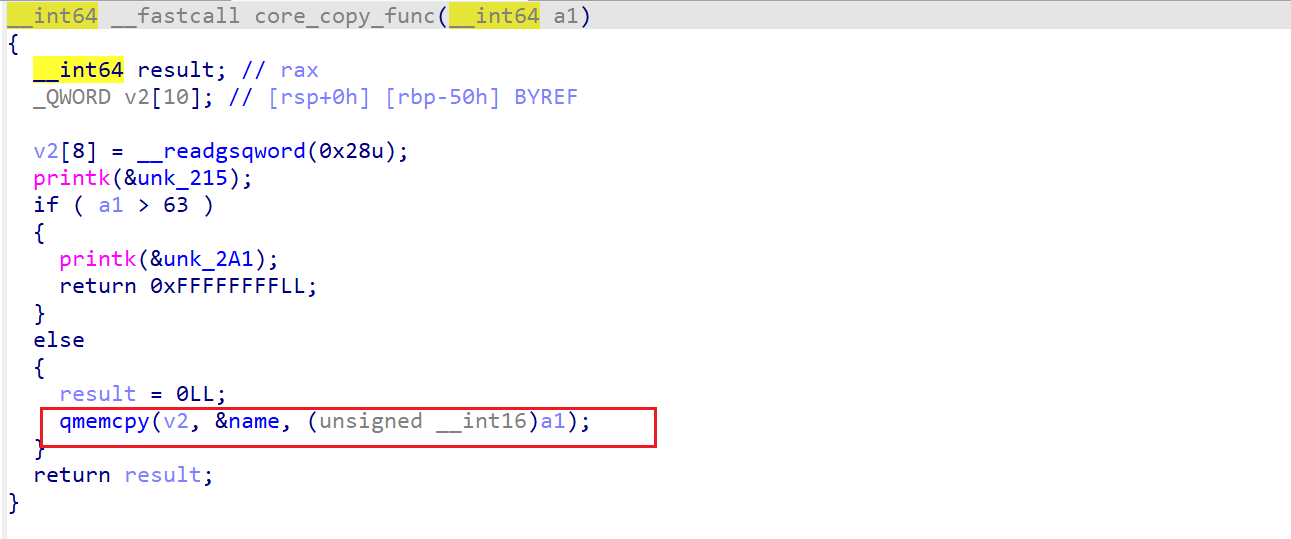 __int64 __fastcall core_copy_func(__int64 a1)
{
  __int64 result; // rax
  _QWORD v2[10]; // [rsp+0h] [rbp-50h] BYREF

  v2[8] = __readgsqword(0x28u);
  printk(&unk_215);
  if ( a1 > 63 )
  {
    printk(&unk_2A1);
    return 0xFFFFFFFFLL;
  }
  else
  {
    result = 0LL;
    qmemcpy(v2, &name, (unsigned __int16)a1);
  }
  return result;
}